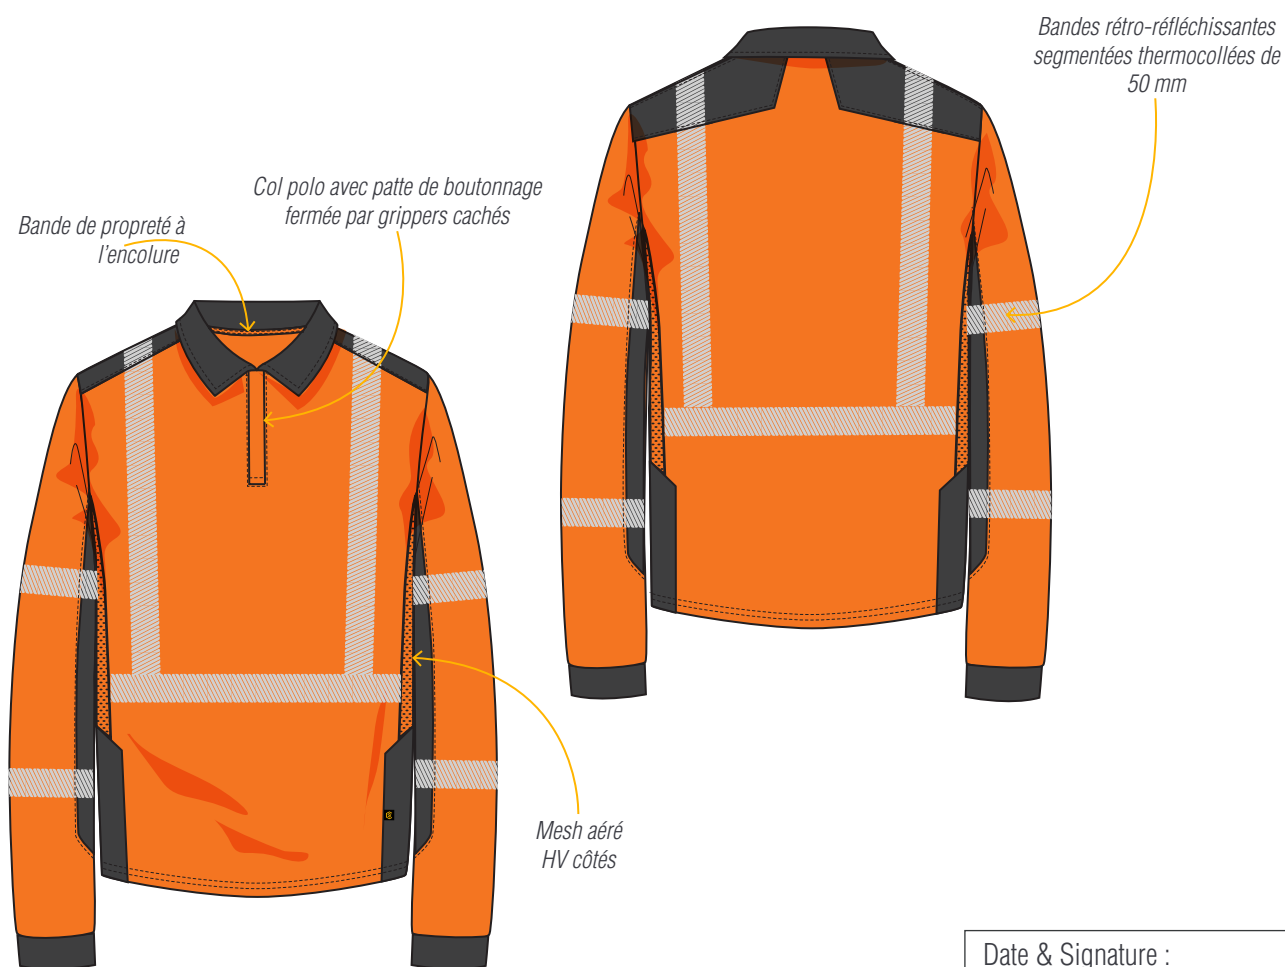 Bandes rétro-réfléchissantes
segmentées thermocollées de
50 mm
Col polo avec patte de boutonnage
fermée par grippers cachés
Bande de propreté à
l'encolure
Mesh aéré
HV côtés
Date & Signature :